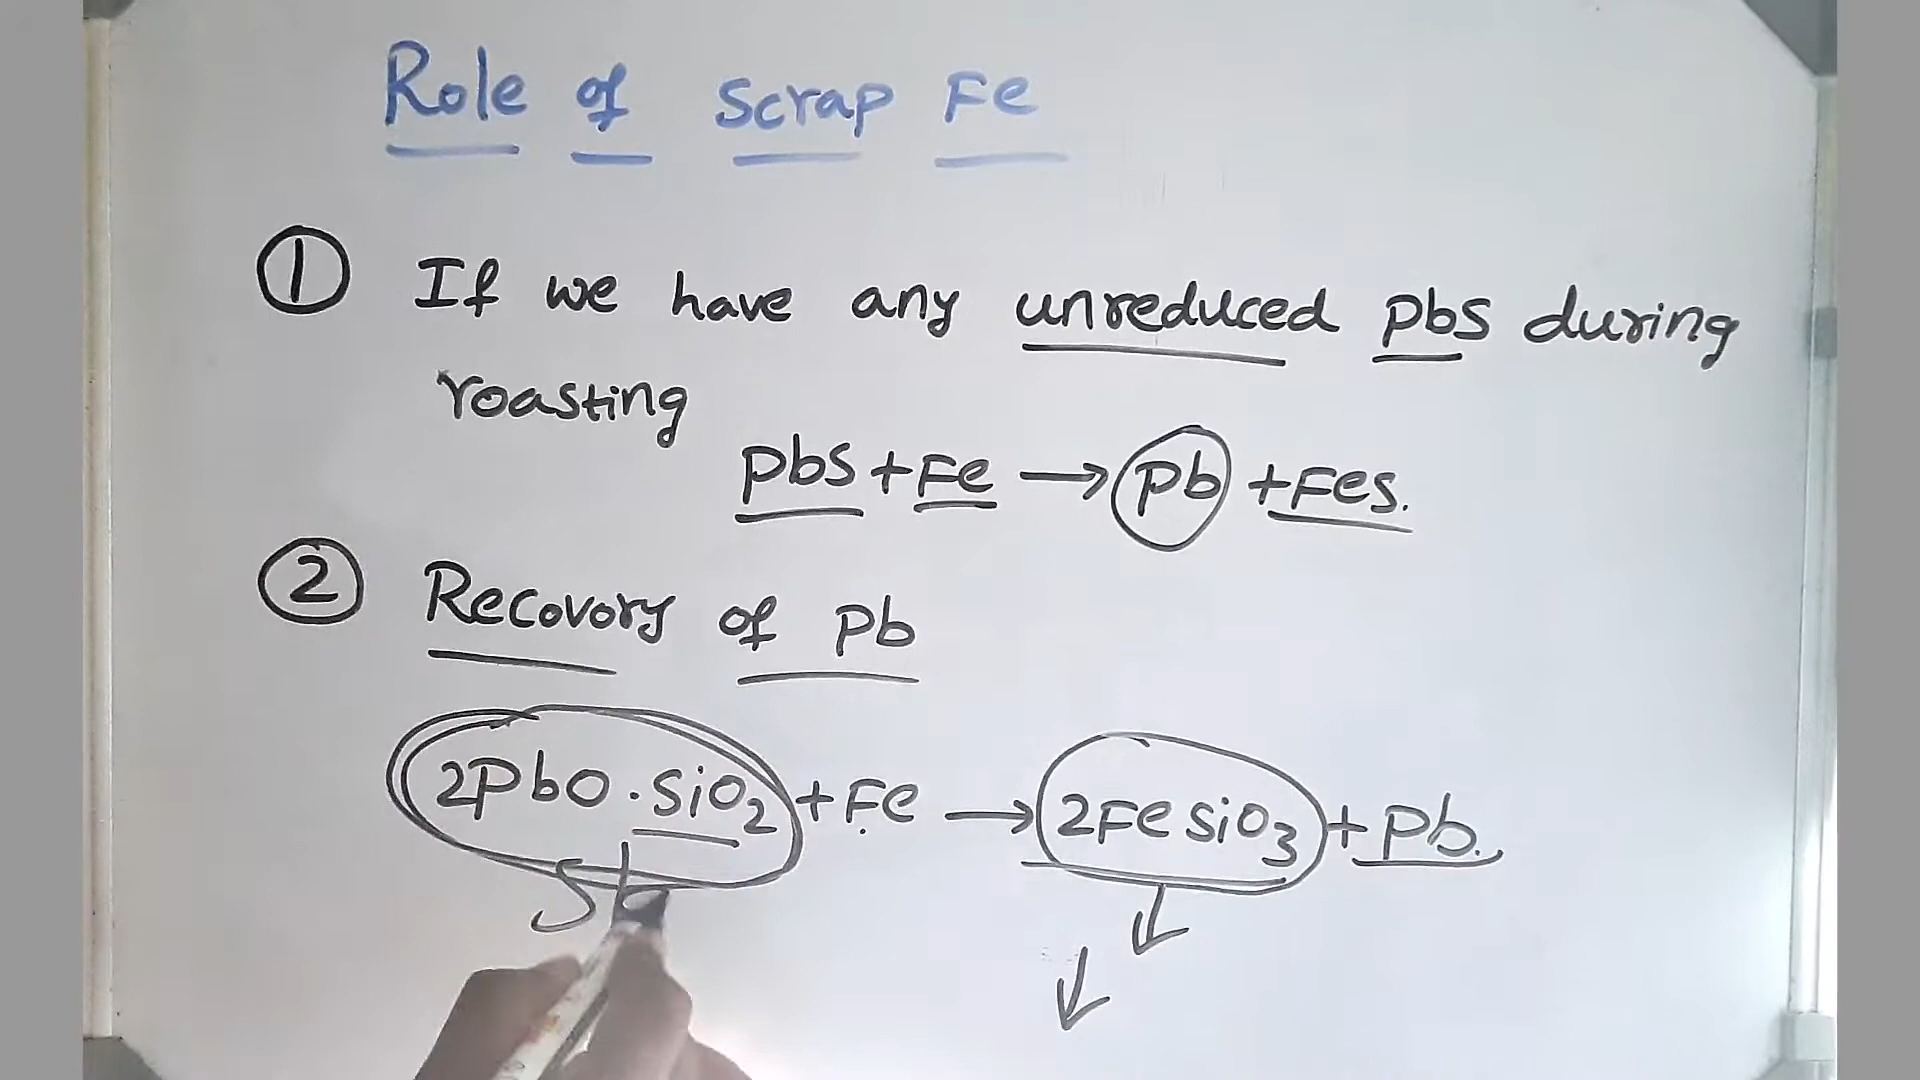 Role of scrap Fe
① If we have any unreduced pbs during
roasting
pbs + Fe → pb + Fes.
② Recovory of pb
2PbO·siO₂ + Fe → 2FesiO₃ + pb.